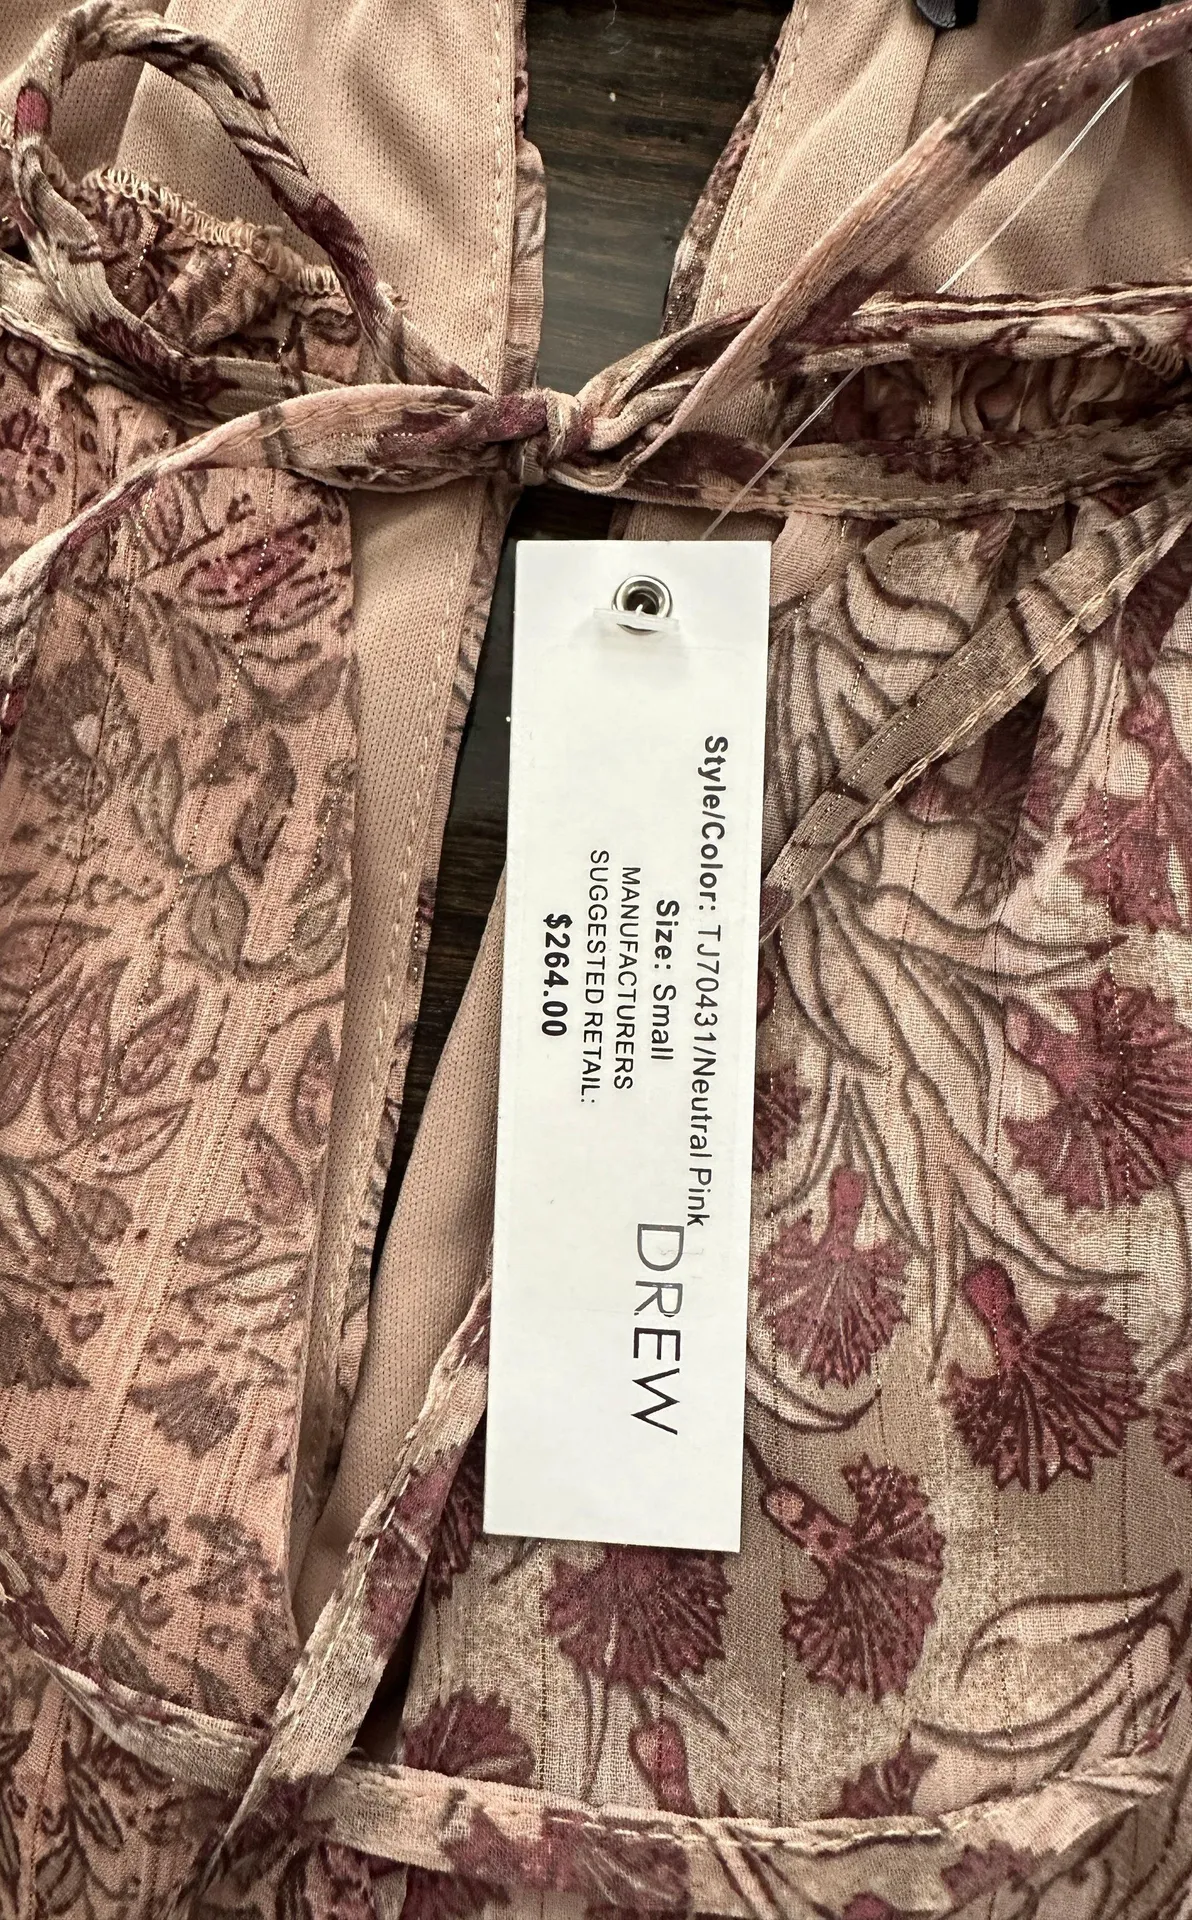 Style/Color: TJ70431/Neutral Pink
Size: Small
MANUFACTURERS
SUGGESTED RETAIL:
$264.00
DREW